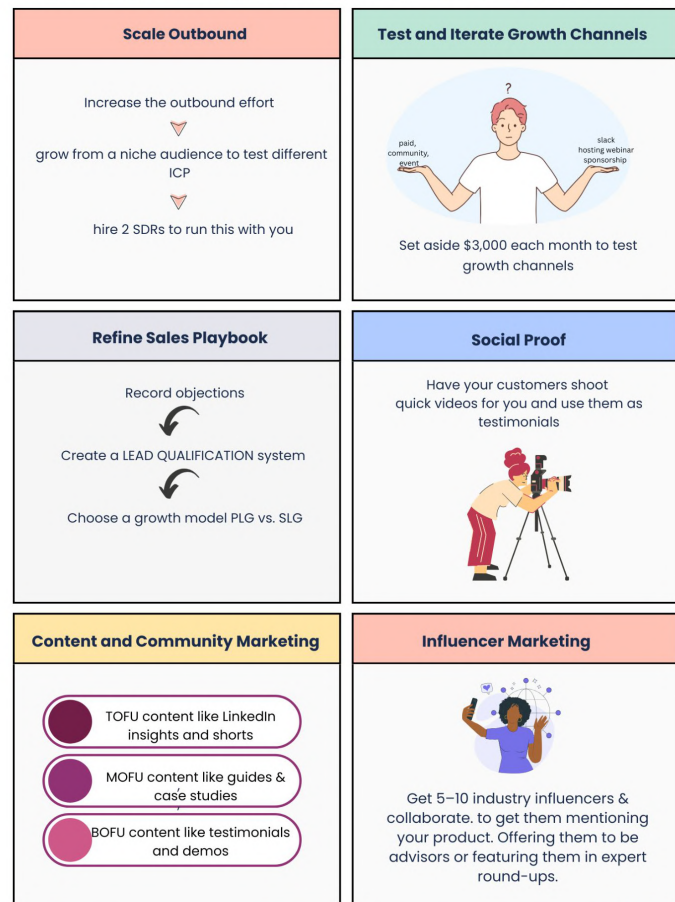 Scale Outbound
Increase the outbound effort
grow from a niche audience to test different
ICP
hire 2 SDRs to run this with you
Test and Iterate Growth Channels
?
paid,
community,
event
slack
hosting webinar
sponsorship
Set aside $3,000 each month to test
growth channels
Refine Sales Playbook
Record objections
Create a LEAD QUALIFICATION system
Choose a growth model PLG vs. SLG
Social Proof
Have your customers shoot
quick videos for you and use them as
testimonials
Content and Community Marketing
TOFU content like LinkedIn
insights and shorts
MOFU content like guides &
case studies
BOFU content like testimonials
and demos
Influencer Marketing
Get 5–10 industry influencers &
collaborate. to get them mentioning
your product. Offering them to be
advisors or featuring them in expert
round-ups.